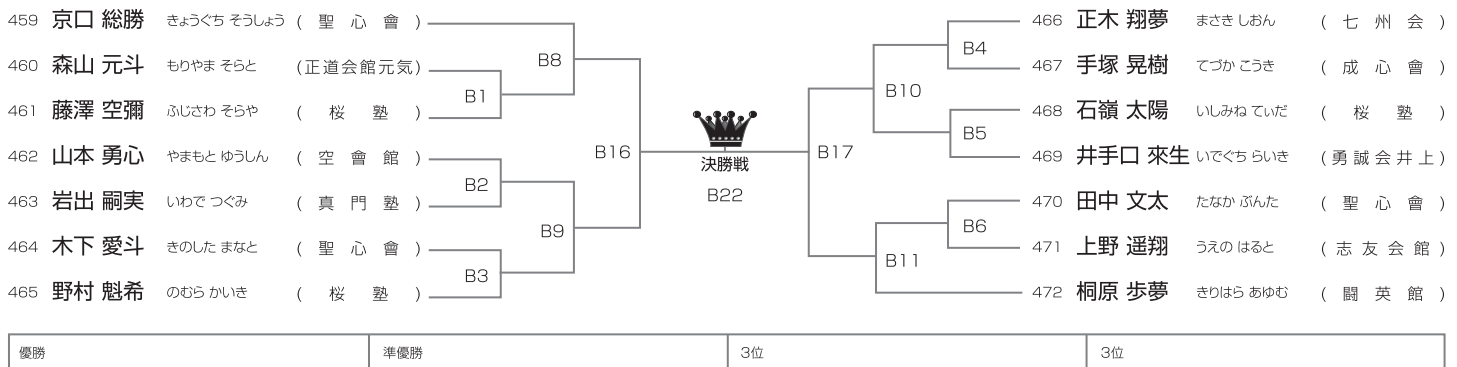 459 京口 総勝 きょうぐち そうしょう ( 聖 心 會 )
460 森山 元斗 もりやま そらと (正道会館元気)
461 藤澤 空彌 ふじさわ そらや ( 桜 塾 )
462 山本 勇心 やまもと ゆうしん ( 空 會 館 )
463 岩出 嗣実 いわで つぐみ ( 真 門 塾 )
464 木下 愛斗 きのした まなと ( 聖 心 會 )
465 野村 魁希 のむら かいき ( 桜 塾 )
B8
B1
B16
B2
B9
B3
決勝戦
B22
B4
B10
B5
B17
B6
B11
466 正木 翔夢 まさき しおん ( 七 州 会 )
467 手塚 晃樹 てづか こうき ( 成 心 會 )
468 石嶺 太陽 いしみね てぃだ ( 桜 塾 )
469 井手口 來生 いでぐち らいき (勇誠会井上)
470 田中 文太 たなか ぶんた ( 聖 心 會 )
471 上野 遥翔 うえの はると ( 志 友 会 館 )
472 桐原 歩夢 きりはら あゆむ ( 闘 英 館 )
優勝 準優勝 3位 3位